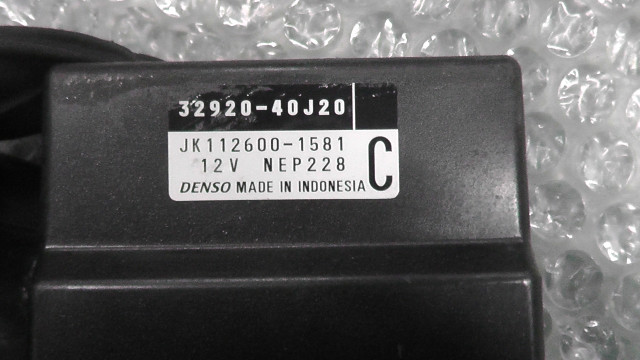 32920-40J20
JK112600-1581
12V NEP228
DENSO MADE IN INDONESIA
C